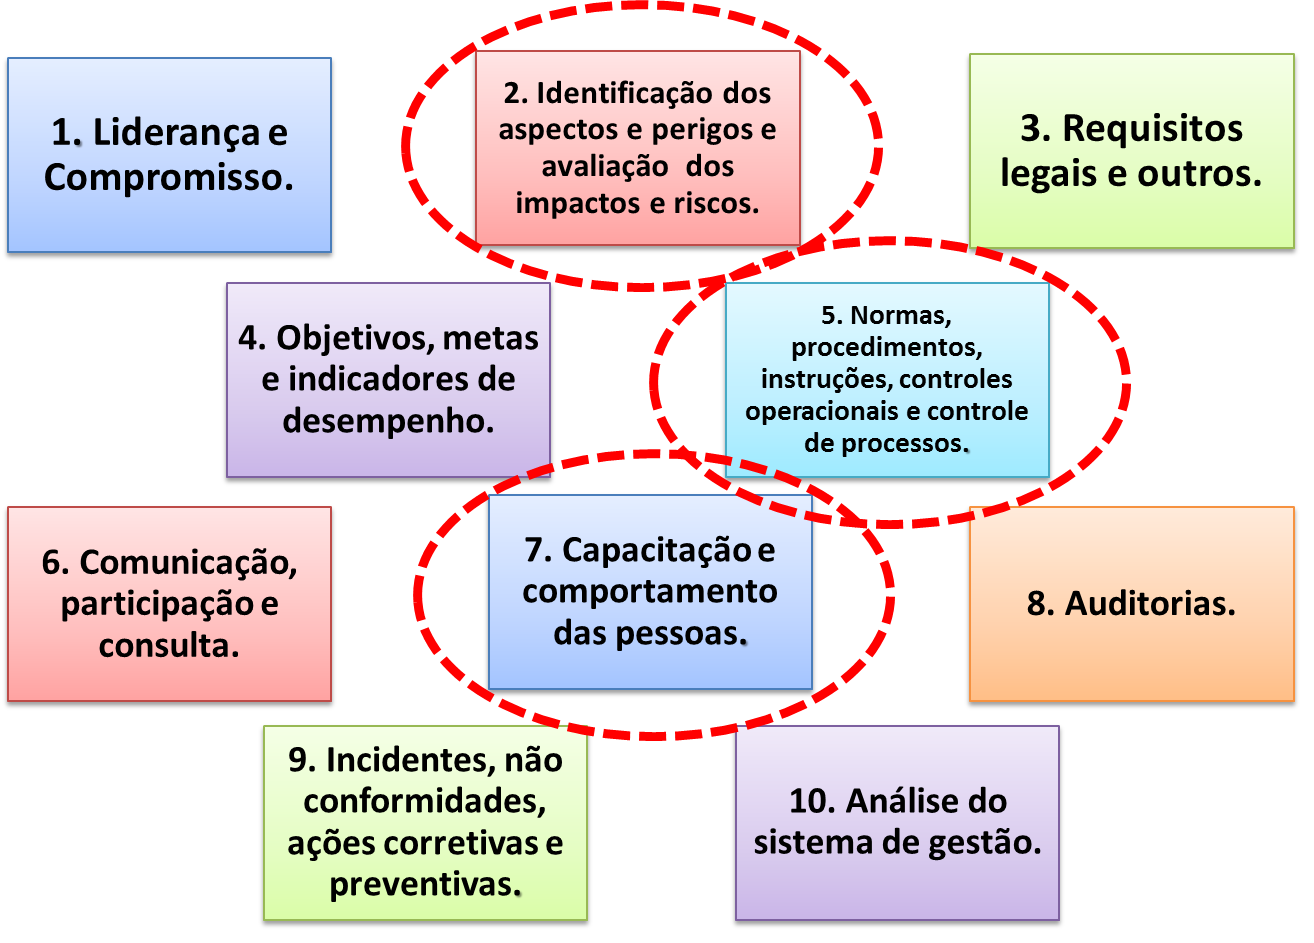 1. Liderança e
Compromisso.
2. Identificação dos
aspectos e perigos e
avaliação dos
impactos e riscos.
3. Requisitos
legais e outros.
4. Objetivos, metas
e indicadores de
desempenho.
5. Normas,
procedimentos,
instruções, controles
operacionais e controle
de processos.
6. Comunicação,
participação e
consulta.
7. Capacitação e
comportamento
das pessoas.
8. Auditorias.
9. Incidentes, não
conformidades,
ações corretivas e
preventivas.
10. Análise do
sistema de gestão.